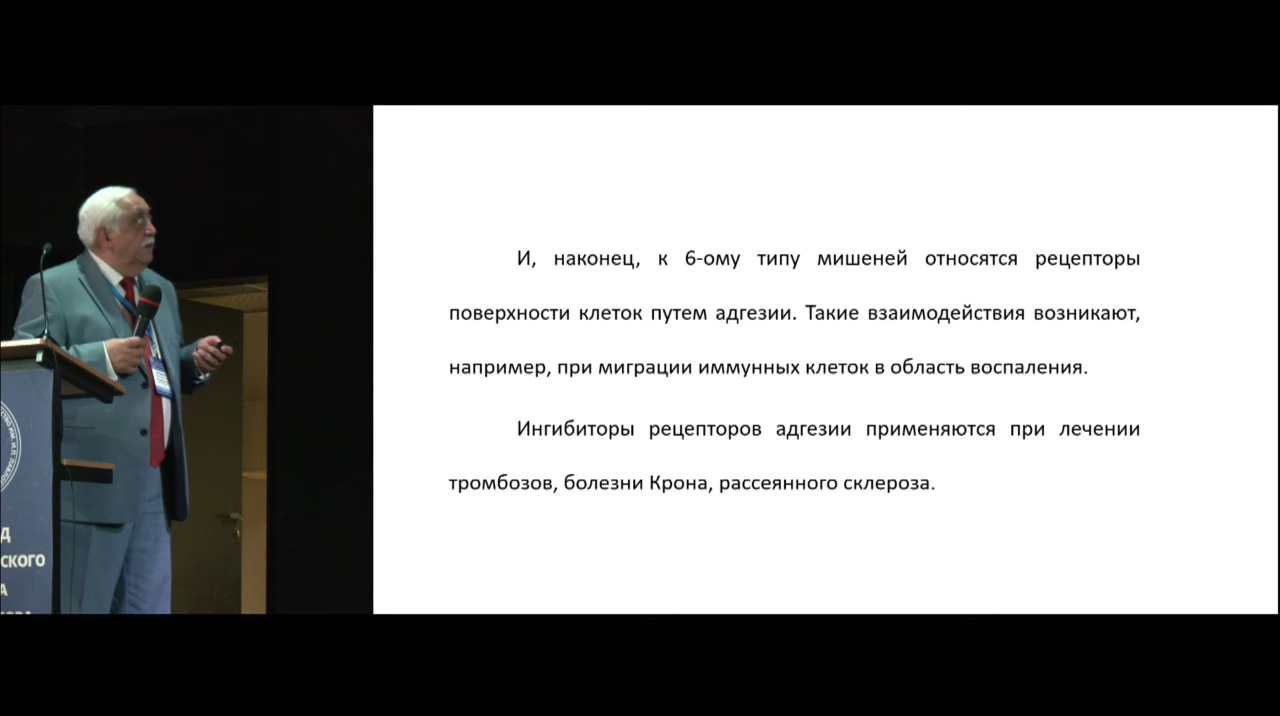 И, наконец, к 6-ому типу мишеней относятся рецепторы
поверхности клеток путем адгезии. Такие взаимодействия возникают,
например, при миграции иммунных клеток в область воспаления.
Ингибиторы рецепторов адгезии применяются при лечении
тромбозов, болезни Крона, рассеянного склероза.